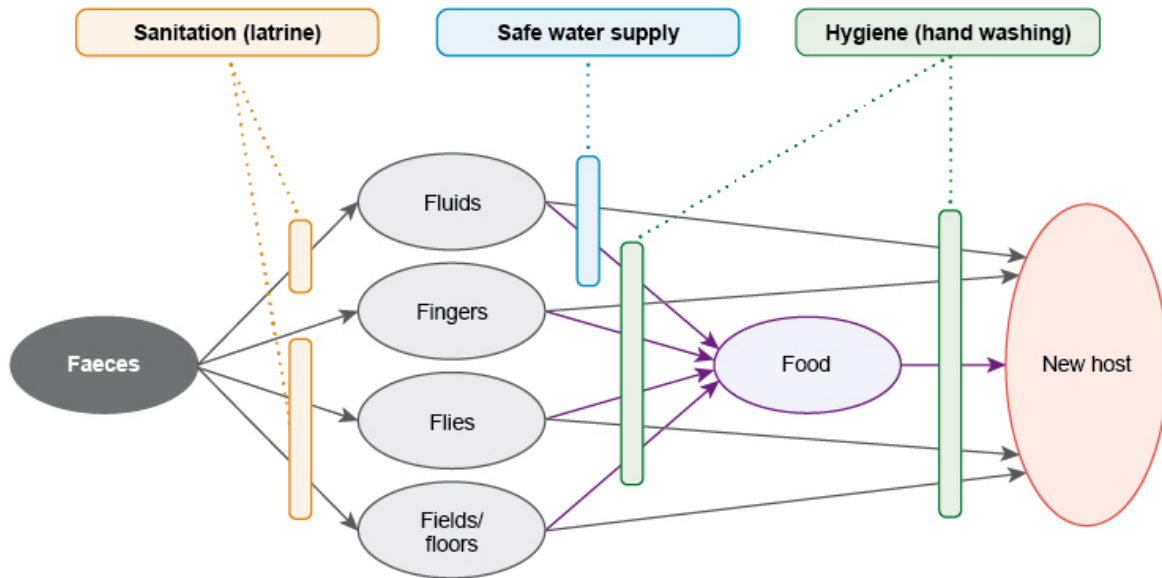 Sanitation (latrine)
Safe water supply
Hygiene (hand washing)
Fluids
Fingers
Faeces
Food
New host
Flies
Fields/
floors